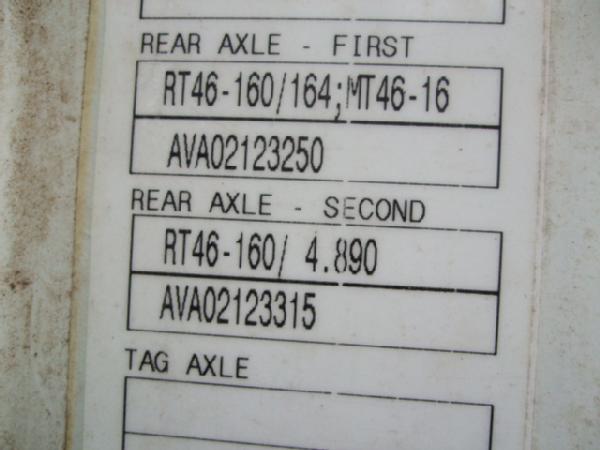 REAR AXLE - FIRST
RT46-160/164;MT46-16
AVA02123250
REAR AXLE - SECOND
RT46-160/ 4.890
AVA02123315
TAG AXLE